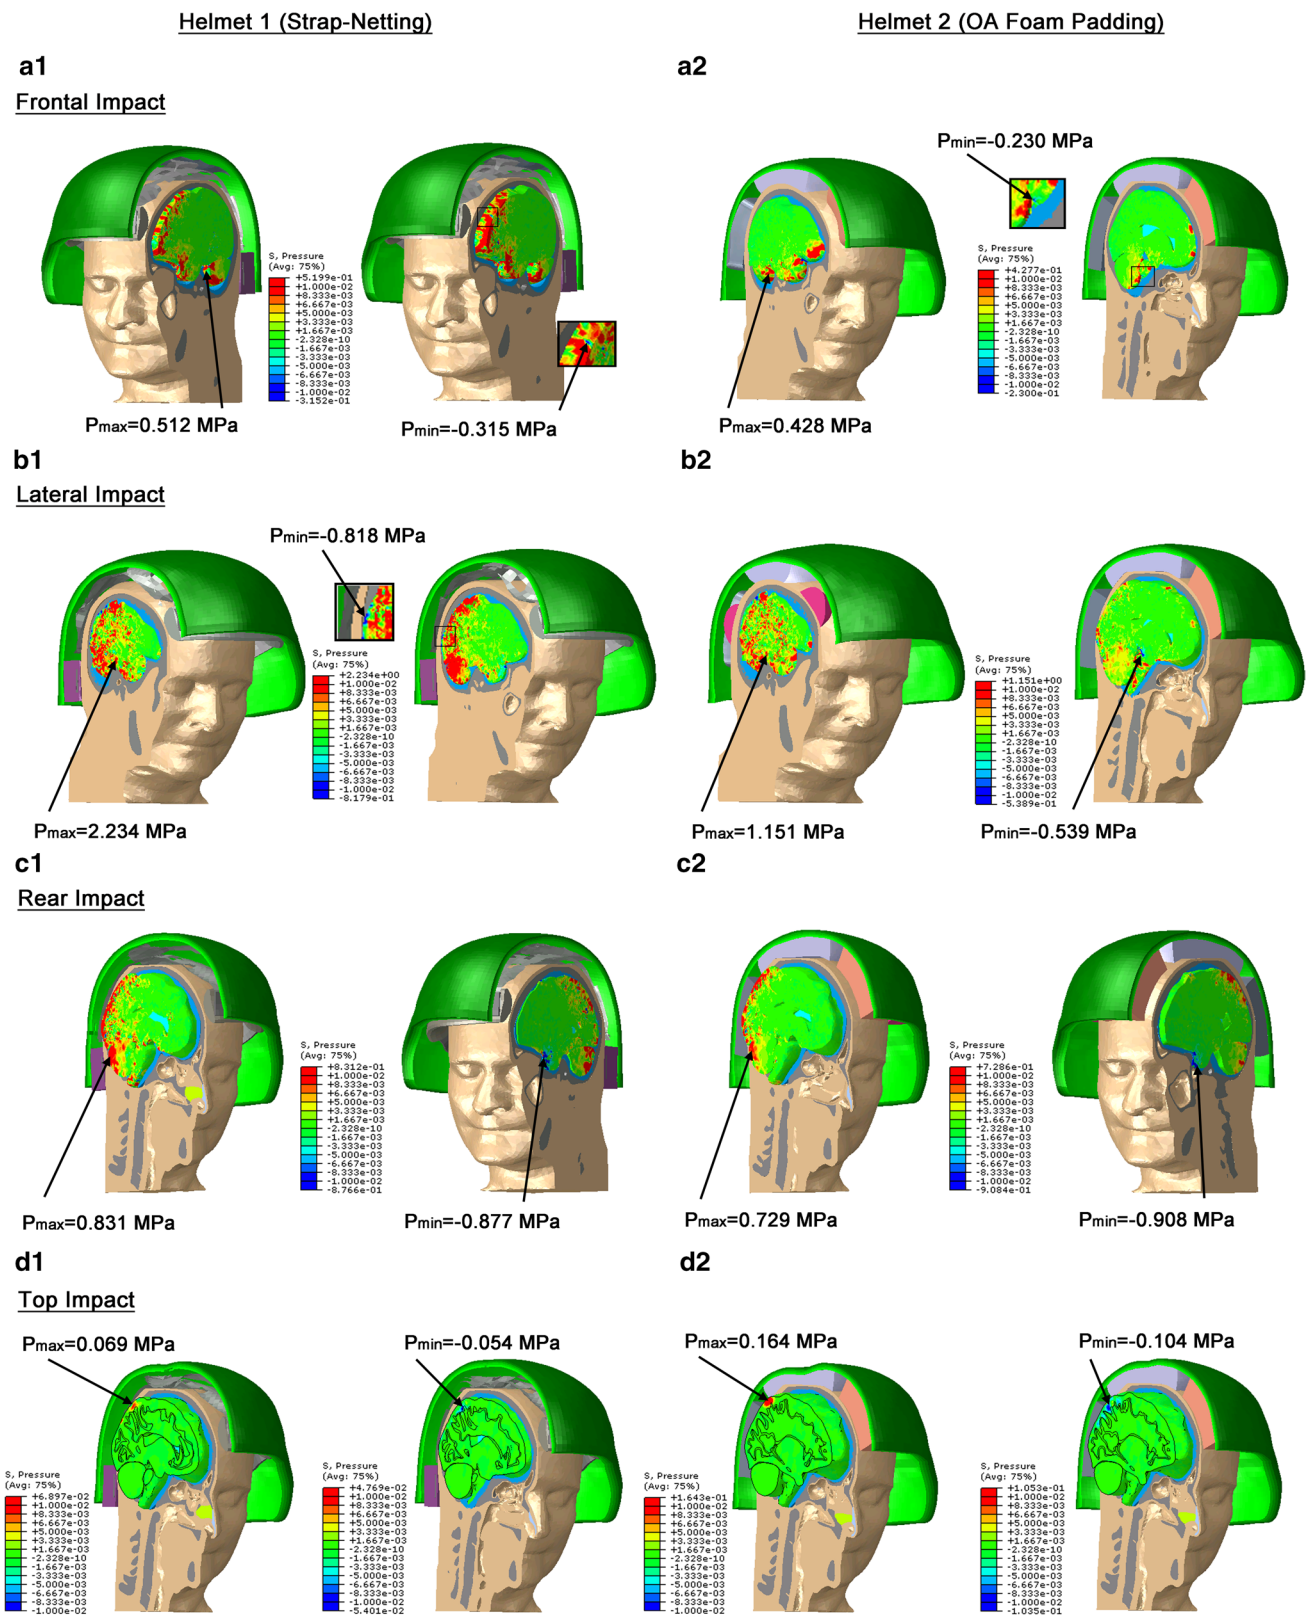 Helmet 1 (Strap-Netting)
Helmet 2 (OA Foam Padding)
a1
a2
Frontal Impact
S, Pressure
(Avg: 75%)
+5.199e-01
+1.000e-02
+8.333e-03
+6.667e-03
+5.000e-03
+3.333e-03
+1.667e-03
-2.328e-10
-1.667e-03
-3.333e-03
-5.000e-03
-6.667e-03
-8.333e-03
-1.000e-02
-3.152e-01
Pmax=0.512 MPa
Pmin=-0.315 MPa
Pmin=-0.230 MPa
S, Pressure
(Avg: 75%)
+4.277e-01
+1.000e-02
+8.333e-03
+6.667e-03
+5.000e-03
+3.333e-03
+1.667e-03
-2.328e-10
-1.667e-03
-3.333e-03
-5.000e-03
-6.667e-03
-8.333e-03
-1.000e-02
-2.300e-01
Pmax=0.428 MPa
b1
b2
Lateral Impact
Pmin=-0.818 MPa
S, Pressure
(Avg: 75%)
+2.234e+00
+1.000e-02
+8.333e-03
+6.667e-03
+5.000e-03
+3.333e-03
+1.667e-03
-2.328e-10
-1.667e-03
-3.333e-03
-5.000e-03
-6.667e-03
-8.333e-03
-1.000e-02
-8.179e-01
Pmax=2.234 MPa
S, Pressure
(Avg: 75%)
+1.151e+00
+1.000e-02
+8.333e-03
+6.667e-03
+5.000e-03
+3.333e-03
+1.667e-03
-2.328e-10
-1.667e-03
-3.333e-03
-5.000e-03
-6.667e-03
-8.333e-03
-1.000e-02
-5.389e-01
Pmax=1.151 MPa
Pmin=-0.539 MPa
c1
c2
Rear Impact
S, Pressure
(Avg: 75%)
+8.312e-01
+1.000e-02
+8.333e-03
+6.667e-03
+5.000e-03
+3.333e-03
+1.667e-03
-2.328e-10
-1.667e-03
-3.333e-03
-5.000e-03
-6.667e-03
-8.333e-03
-1.000e-02
-8.766e-01
Pmax=0.831 MPa
Pmin=-0.877 MPa
S, Pressure
(Avg: 75%)
+7.286e-01
+1.000e-02
+8.333e-03
+6.667e-03
+5.000e-03
+3.333e-03
+1.667e-03
-2.328e-10
-1.667e-03
-3.333e-03
-5.000e-03
-6.667e-03
-8.333e-03
-1.000e-02
-9.084e-01
Pmax=0.729 MPa
Pmin=-0.908 MPa
d1
d2
Top Impact
Pmax=0.069 MPa
Pmin=-0.054 MPa
Pmax=0.164 MPa
Pmin=-0.104 MPa
S, Pressure
(Avg: 75%)
+6.897e-02
+1.000e-02
+8.333e-03
+6.667e-03
+5.000e-03
+3.333e-03
+1.667e-03
-2.328e-10
-1.667e-03
-3.333e-03
-5.000e-03
-6.667e-03
-8.333e-03
-1.000e-02
S, Pressure
(Avg: 75%)
+4.769e-02
+1.000e-02
+8.333e-03
+6.667e-03
+5.000e-03
+3.333e-03
+1.667e-03
-2.328e-10
-1.667e-03
-3.333e-03
-5.000e-03
-6.667e-03
-8.333e-03
-1.000e-02
-5.401e-02
S, Pressure
(Avg: 75%)
+1.643e-01
+1.000e-02
+8.333e-03
+6.667e-03
+5.000e-03
+3.333e-03
+1.667e-03
-2.328e-10
-1.667e-03
-3.333e-03
-5.000e-03
-6.667e-03
-8.333e-03
-1.000e-02
S, Pressure
(Avg: 75%)
+1.053e-01
+1.000e-02
+8.333e-03
+6.667e-03
+5.000e-03
+3.333e-03
+1.667e-03
-2.328e-10
-1.667e-03
-3.333e-03
-5.000e-03
-6.667e-03
-8.333e-03
-1.000e-02
-1.035e-01